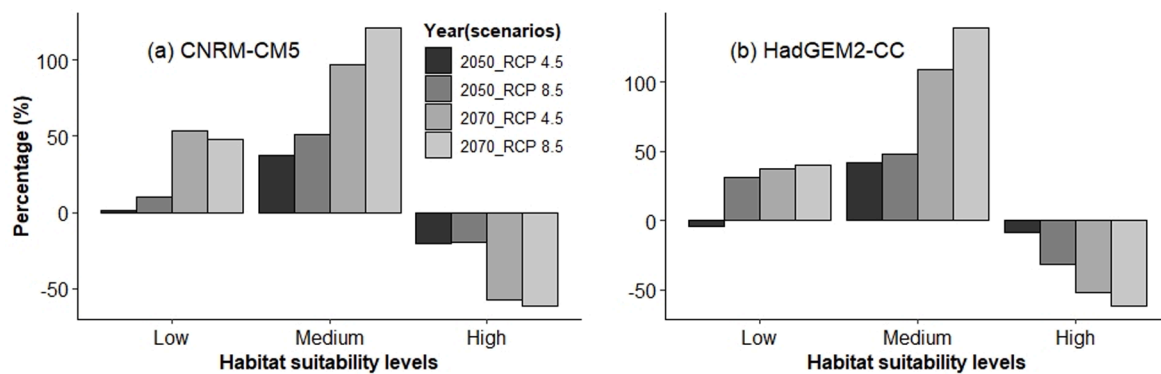 (a) CNRM-CM5
Year(scenarios)
2050_RCP 4.5
2050_RCP 8.5
2070_RCP 4.5
2070_RCP 8.5
Percentage (%)
100
50
0
-50
Low Medium High
Habitat suitability levels
(b) HadGEM2-CC
100
50
0
-50
Low Medium High
Habitat suitability levels